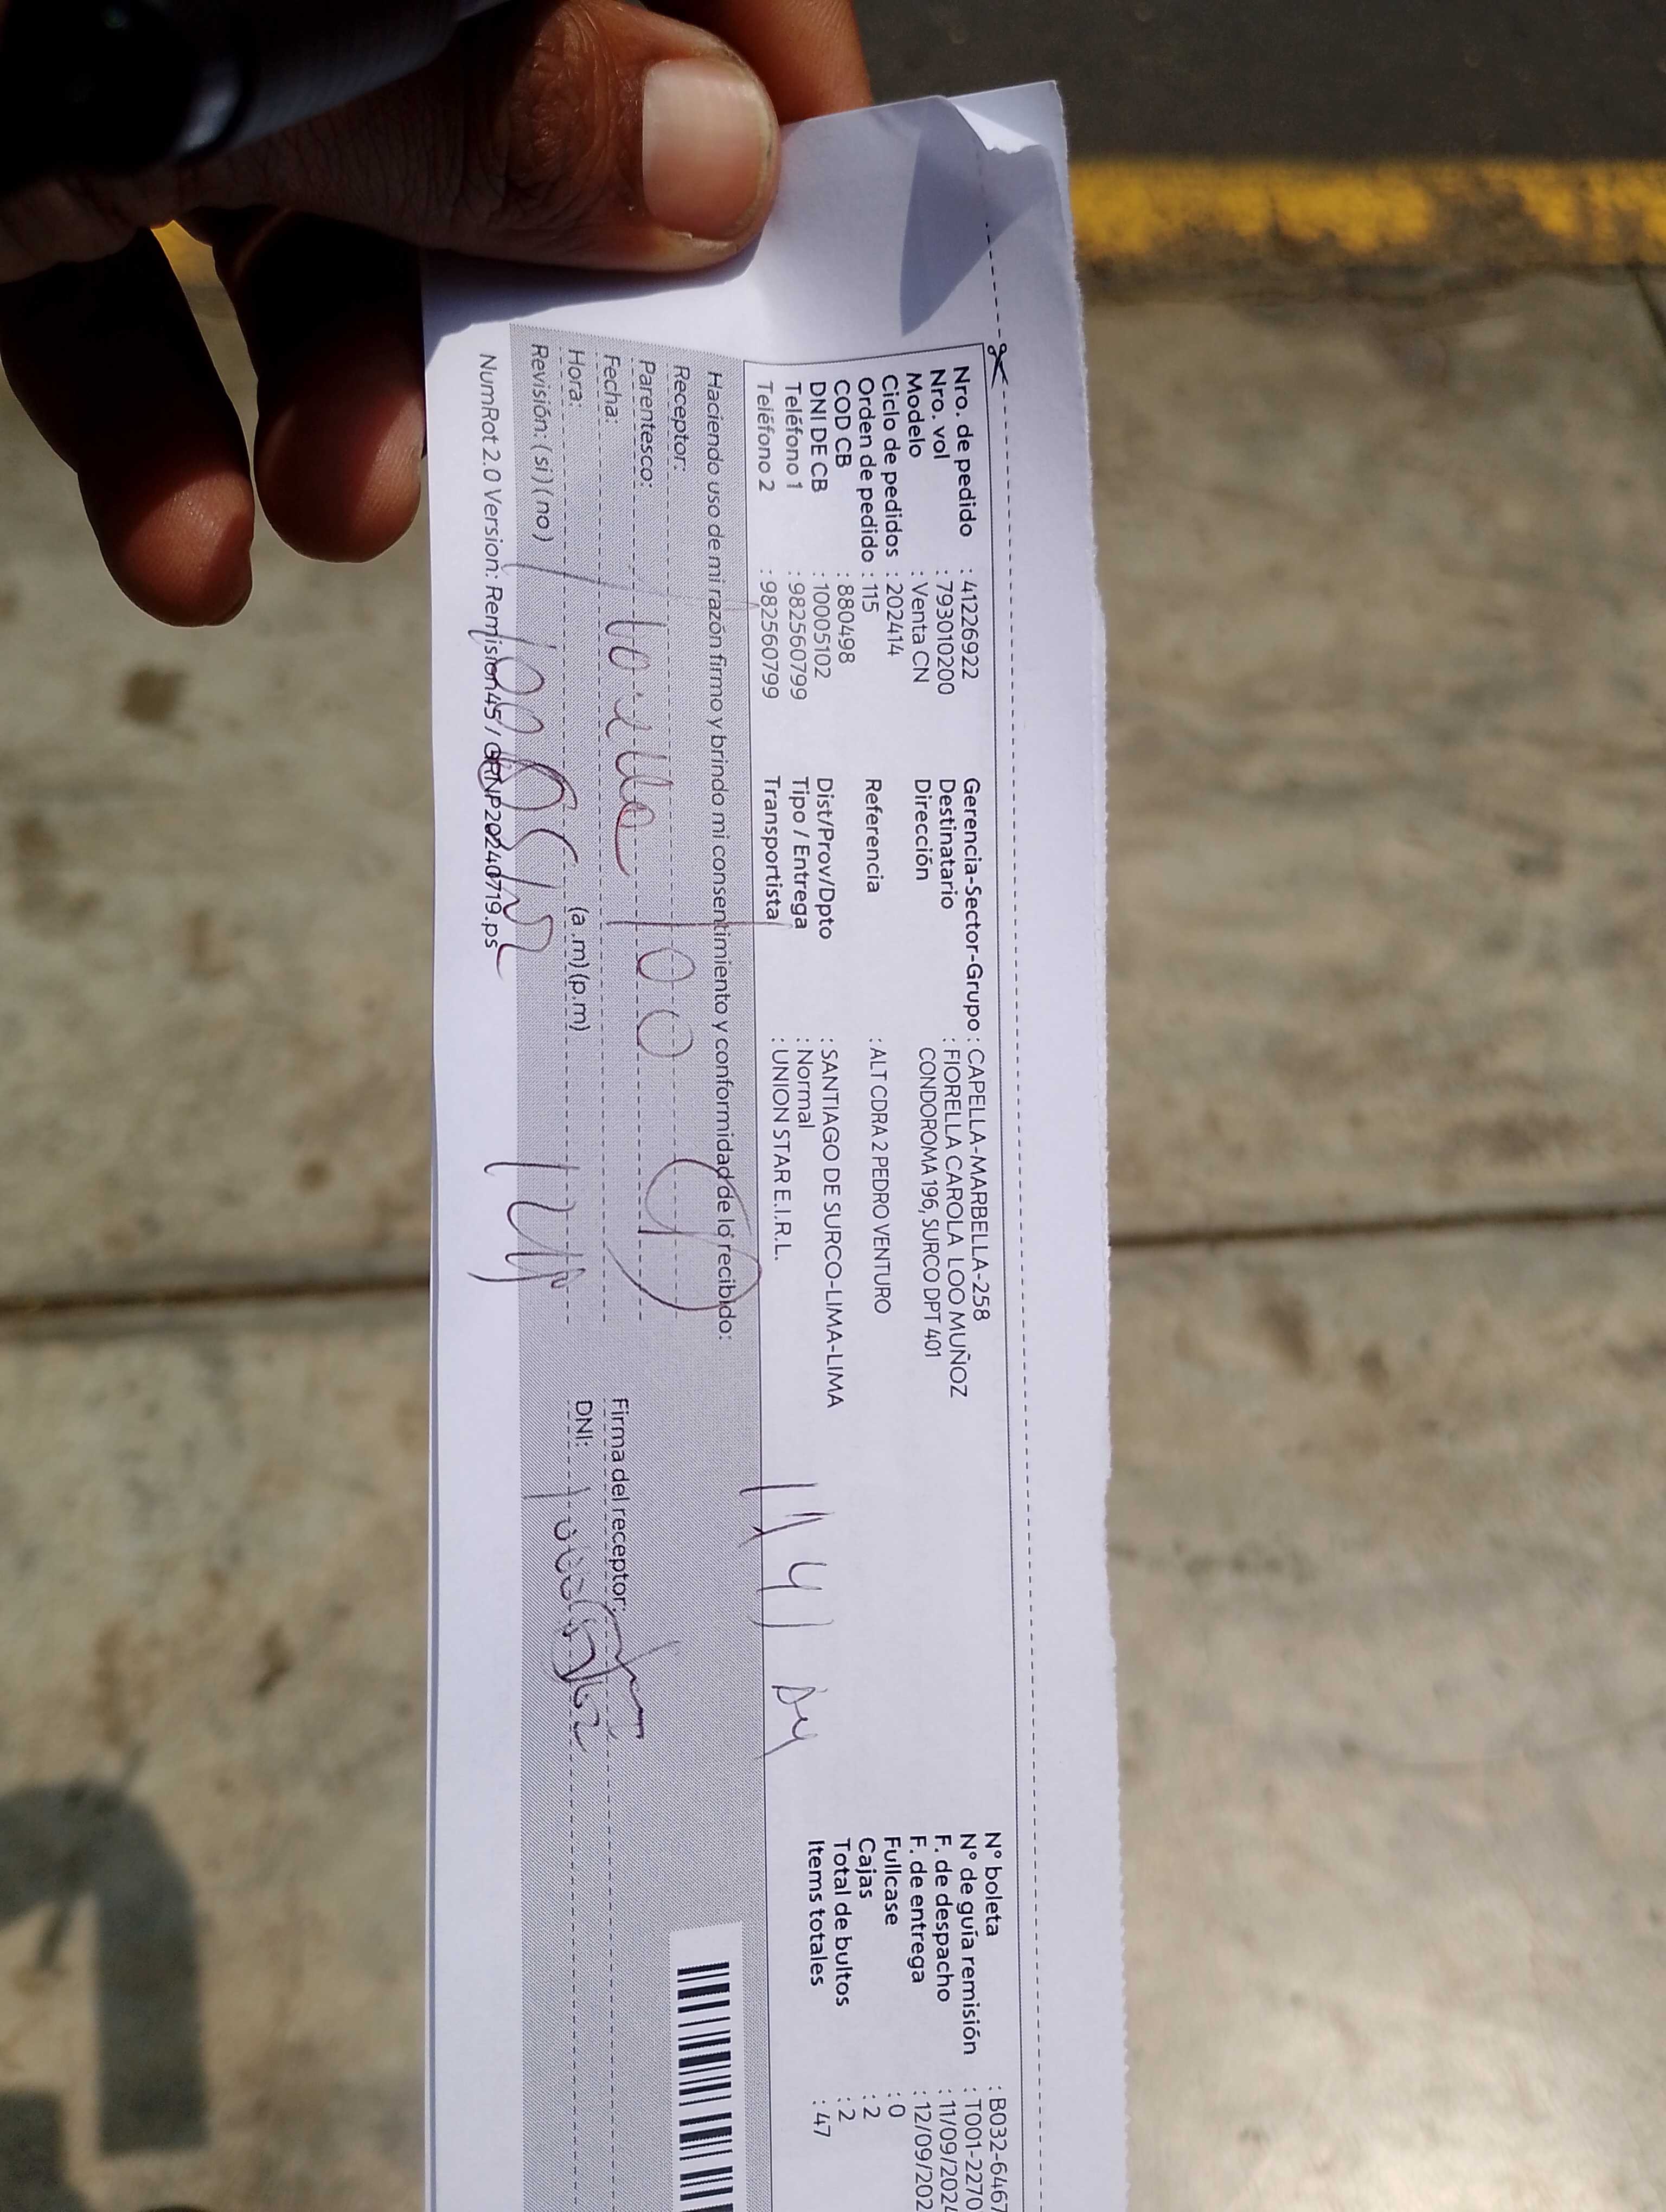 Nro. de pedido : 41226922
Nro. vol : 793010200
Modelo : Venta CN
Ciclo de pedidos : 202414
Orden de pedido : 115
COD CB : 880498
DNI DE CB : 10005102
Teléfono 1 : 982560799
Teléfono 2 : 982560799
Gerencia-Sector-Grupo : CAPELLA-MARBELLA-258
Destinatario : FIORELLA CAROLA LOO MUÑOZ
Dirección CONDOROMA 196, SURCO DPT 401
Referencia : ALT CDRA 2 PEDRO VENTURO
Dist/Prov/Dpto : SANTIAGO DE SURCO-LIMA-LIMA
Tipo / Entrega : Normal
Transportista : UNION STAR E.I.R.L.
N° boleta : B032-6467
N° de guía remisión : T001-2270
F. de despacho : 11/09/2024
F. de entrega : 12/09/202
Fullcase : 0
Cajas : 2
Total de bultos : 2
Items totales : 47
Haciendo uso de mi razón firmo y brindo mi consentimiento y conformidad de lo recibido:
Receptor:
Parentesco:
Fecha:
Hora: (a.m) (p.m)
Revisión: (si) (no)
Firma del receptor:
DNI:
NumRot 2.0 Version: Remision45 / GRNP20240719.ps